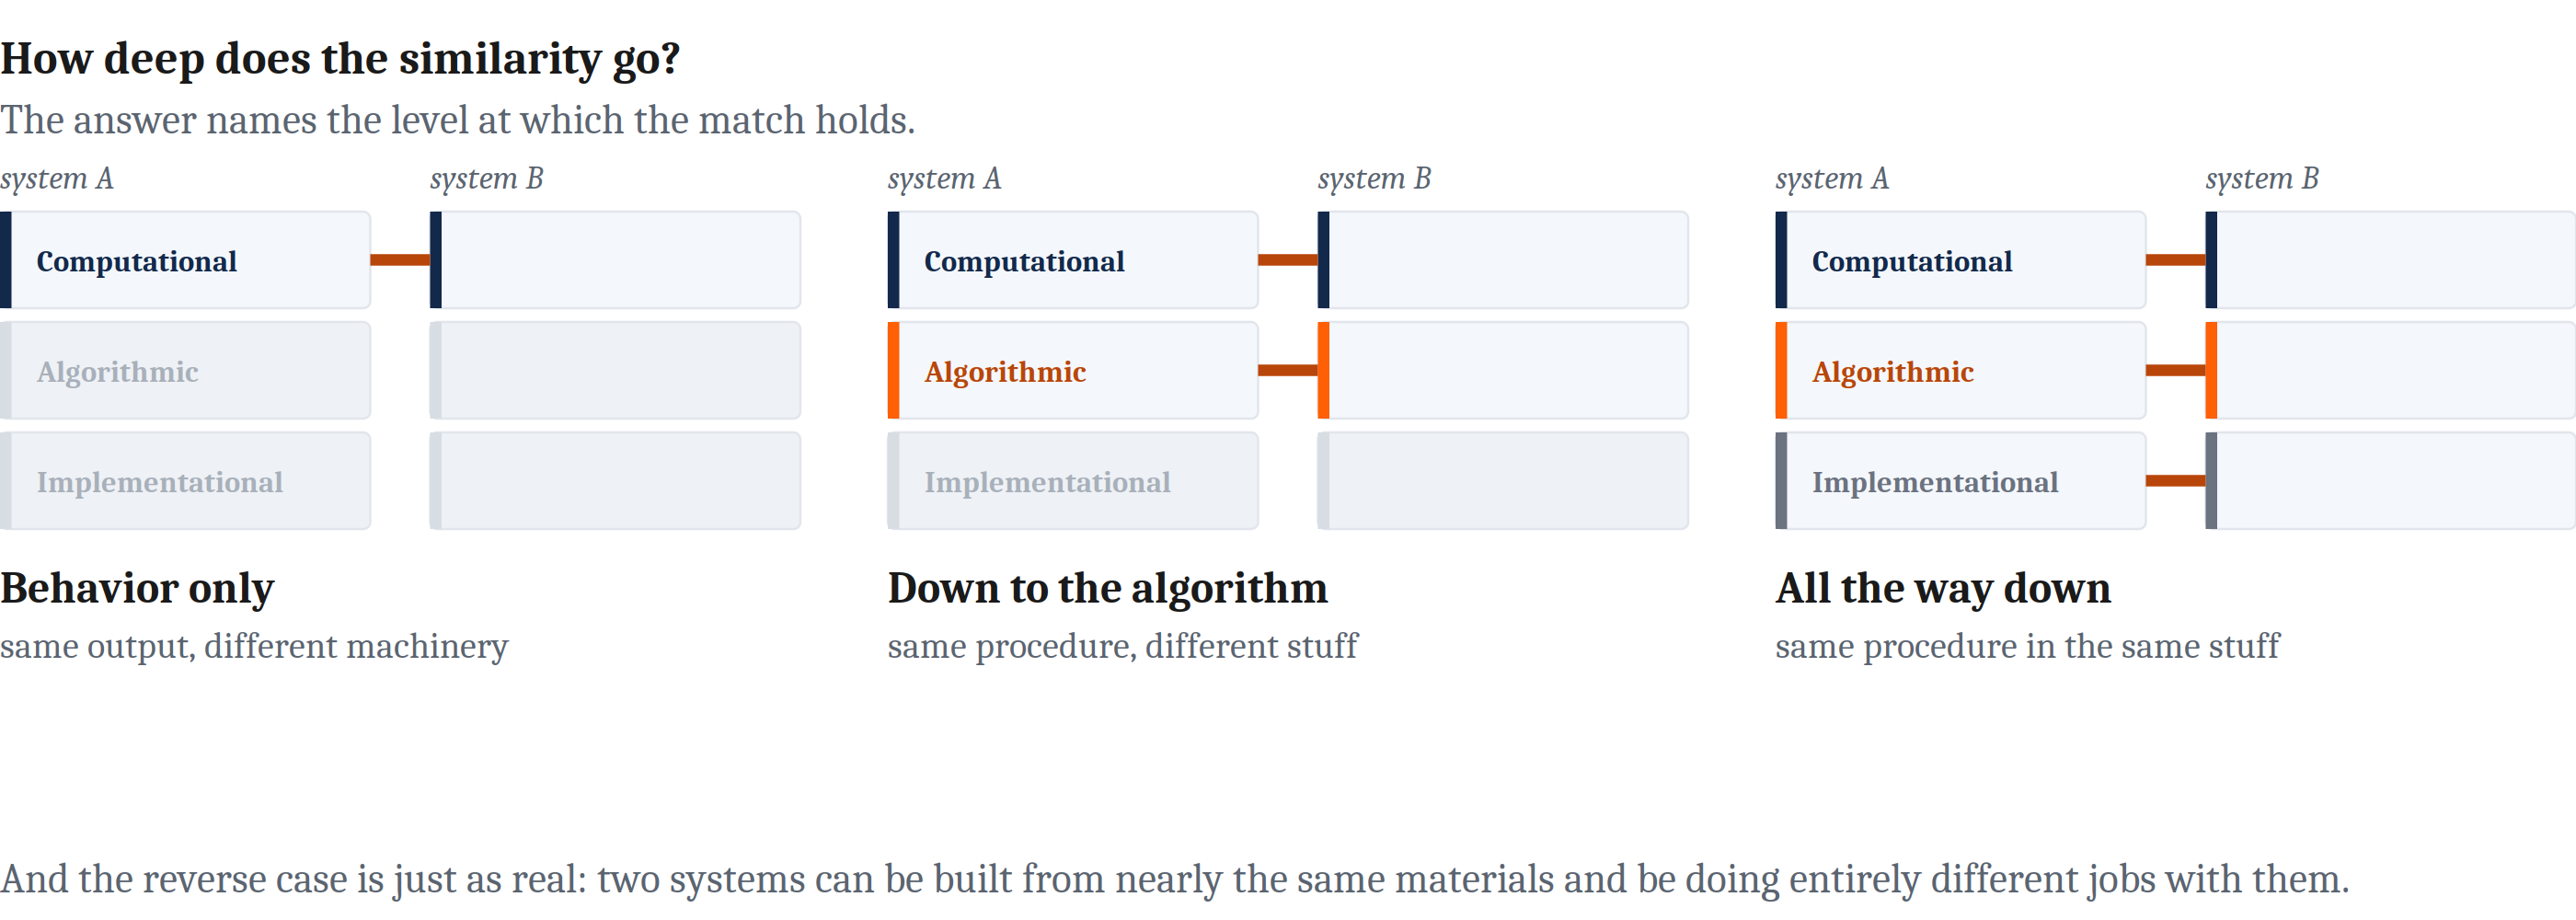 How deep does the similarity go?
The answer names the level at which the match holds.
system A
system B
Computational
Algorithmic
Implementational
Behavior only
same output, different machinery
system A
system B
Computational
Algorithmic
Implementational
Down to the algorithm
same procedure, different stuff
system A
system B
Computational
Algorithmic
Implementational
All the way down
same procedure in the same stuff
And the reverse case is just as real: two systems can be built from nearly the same materials and be doing entirely different jobs with them.